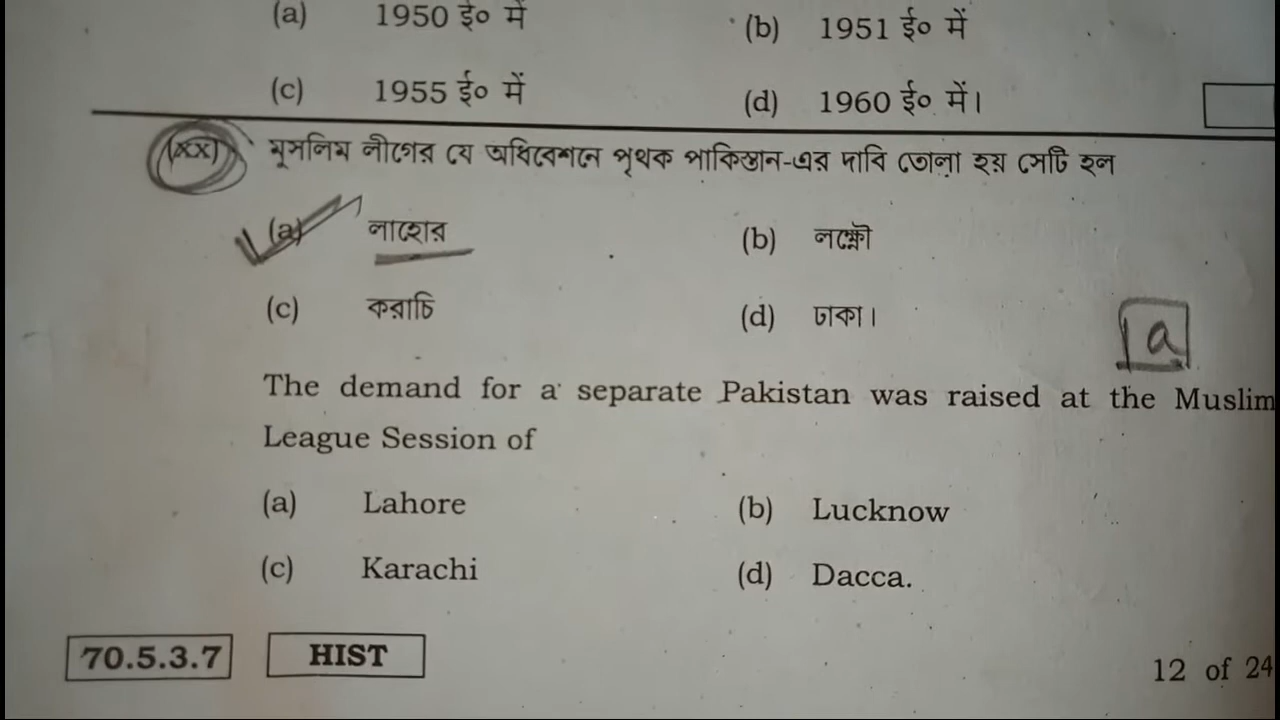 (a) 1950 ई० में (b) 1951 ई० में
(c) 1955 ई० में (d) 1960 ई० में।
(xx) মুসলিম লীগের যে অধিবেশনে পৃথক পাকিস্তান-এর দাবি তোলা হয় সেটি হল
(a) লাহোর (b) লক্ষ্ণৌ
(c) করাচি (d) ঢাকা।
a
The demand for a separate Pakistan was raised at the Muslim
League Session of
(a) Lahore (b) Lucknow
(c) Karachi (d) Dacca.
70.5.3.7 HIST 12 of 24